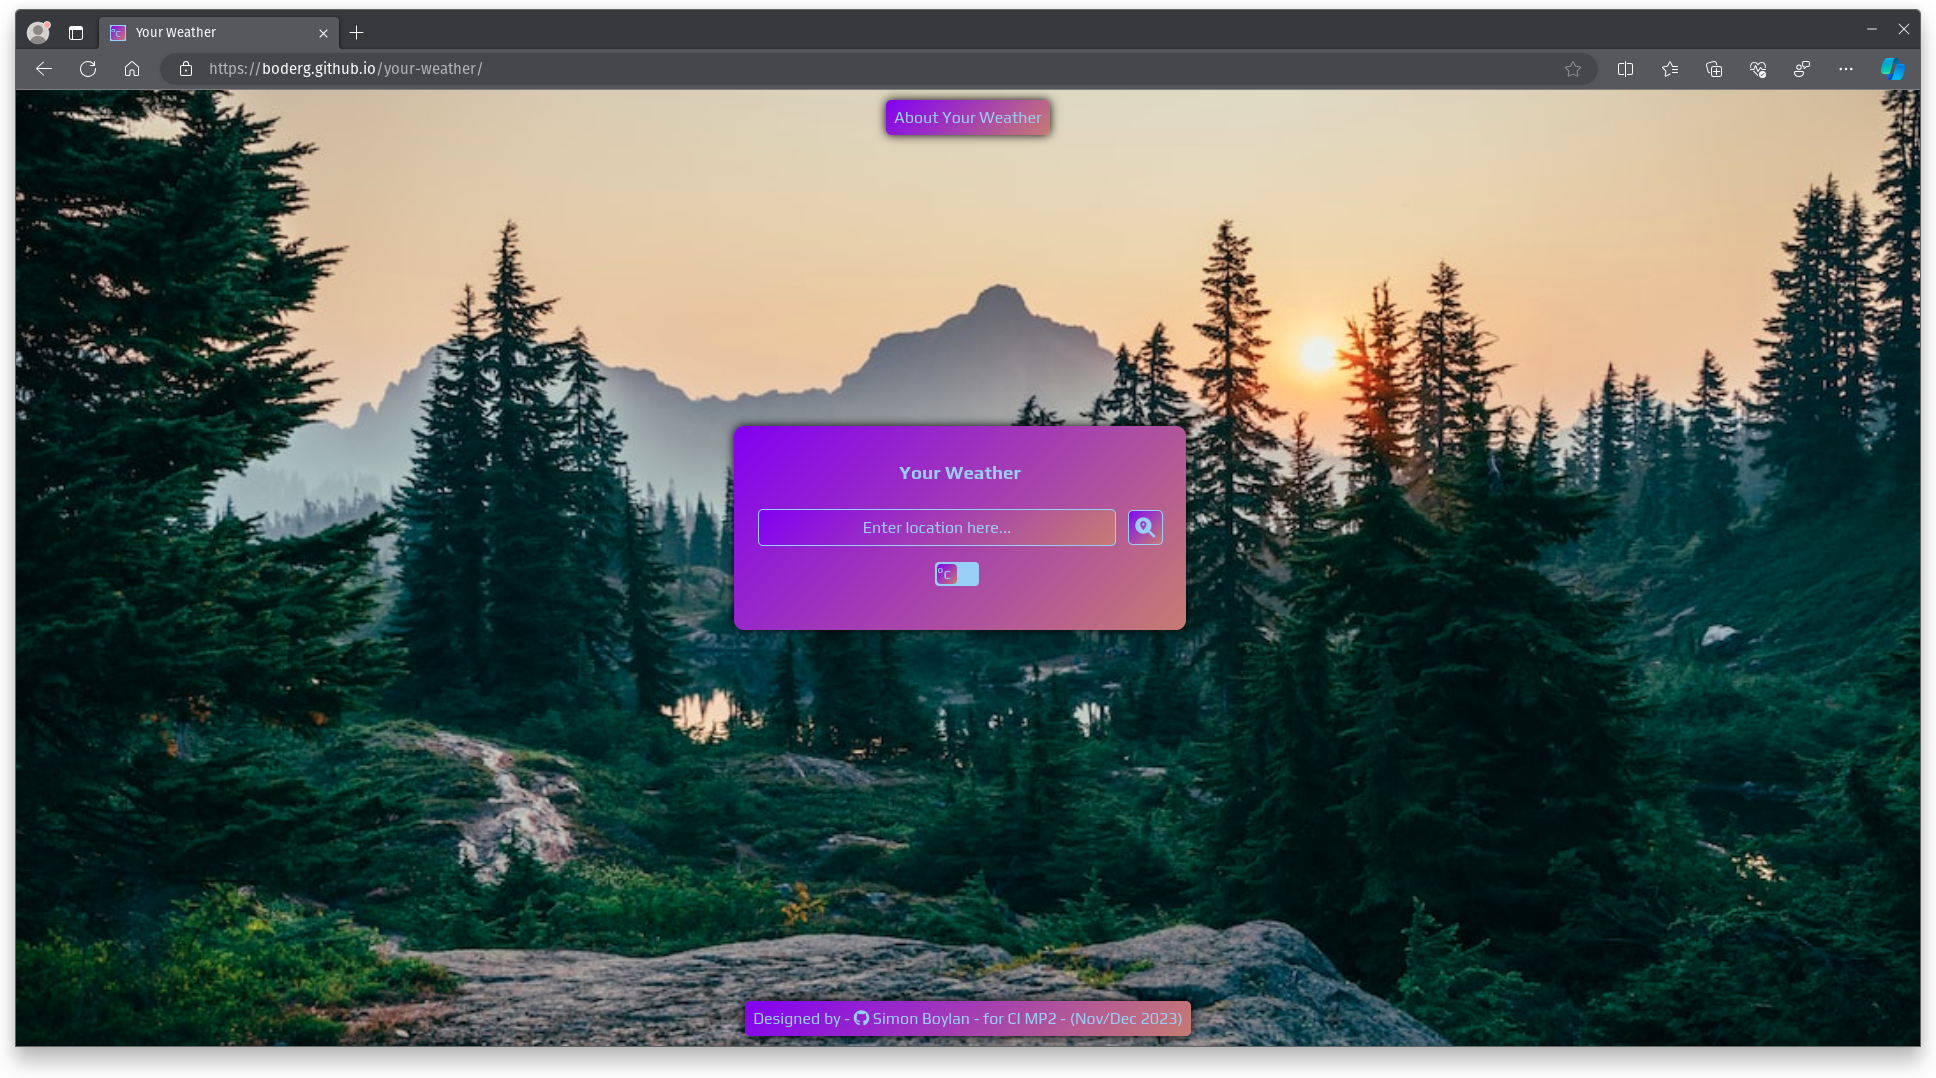 Your Weather
https://boderg.github.io/your-weather/
About Your Weather
Your Weather
Enter location here...
°C
Designed by - Simon Boylan - for CI MP2 - (Nov/Dec 2023)